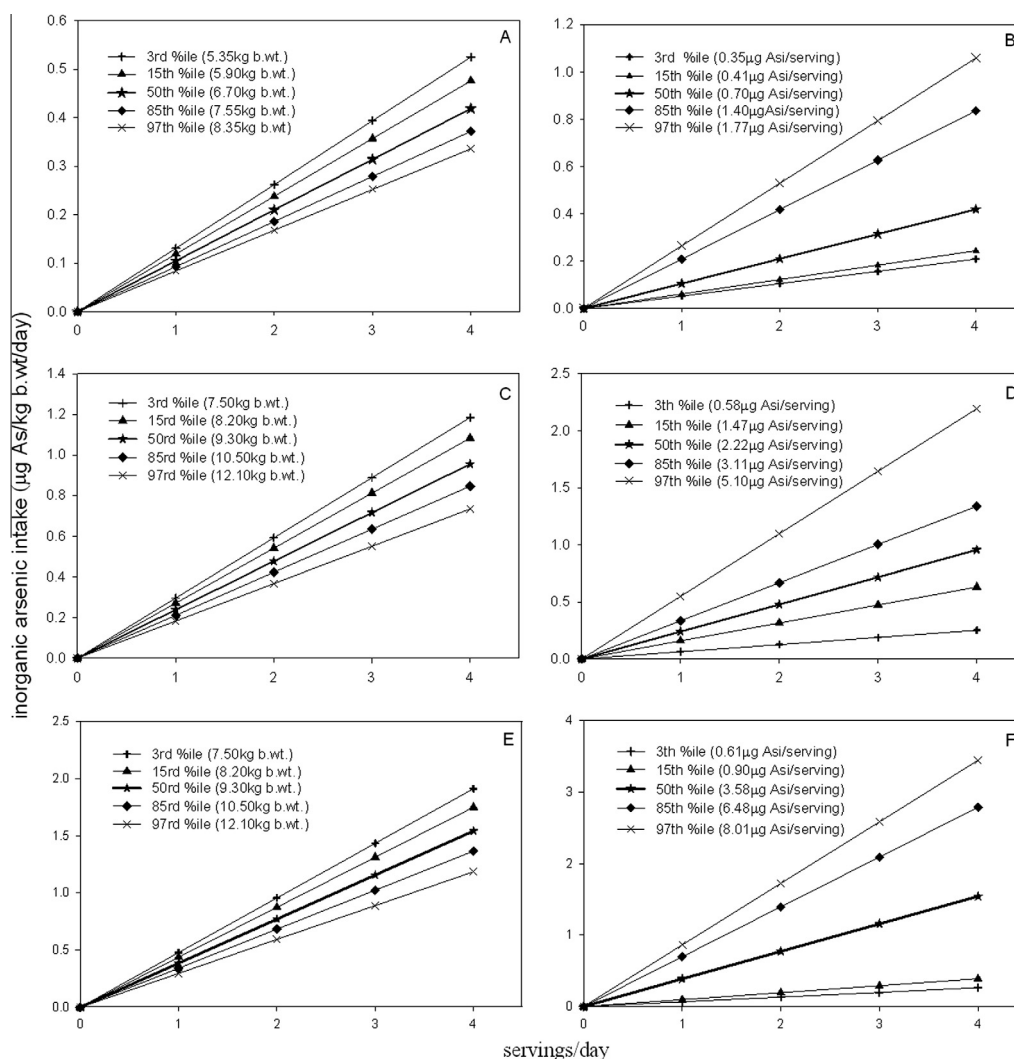 inorganic arsenic intake (µg As/kg b.wt/day)
A
0.6
0.5
0.4
0.3
0.2
0.1
0.0
3rd %ile (5.35kg b.wt.)
15th %ile (5.90kg b.wt.)
50th %ile (6.70kg b.wt.)
85th %ile (7.55kg b.wt.)
97th %ile (8.35kg b.wt)
0 1 2 3 4
B
1.2
1.0
0.8
0.6
0.4
0.2
0.0
3rd %ile (0.35µg Asi/serving)
15th %ile (0.41µg Asi/serving)
50th %ile (0.70µg Asi/serving)
85th %ile (1.40µgAsi/serving)
97th %ile (1.77µg Asi/serving)
0 1 2 3 4
C
1.4
1.2
1.0
0.8
0.6
0.4
0.2
0.0
3rd %ile (7.50kg b.wt.)
15rd %ile (8.20kg b.wt.)
50rd %ile (9.30kg b.wt.)
85rd %ile (10.50kg b.wt.)
97rd %ile (12.10kg b.wt.)
0 1 2 3 4
D
2.5
2.0
1.5
1.0
0.5
0.0
3th %ile (0.58µg Asi/serving)
15th %ile (1.47µg Asi/serving)
50th %ile (2.22µg Asi/serving)
85th %ile (3.11µg Asi/serving)
97th %ile (5.10µg Asi/serving)
0 1 2 3 4
E
2.5
2.0
1.5
1.0
0.5
0.0
3rd %ile (7.50kg b.wt.)
15rd %ile (8.20kg b.wt.)
50rd %ile (9.30kg b.wt.)
85rd %ile (10.50kg b.wt.)
97rd %ile (12.10kg b.wt.)
0 1 2 3 4
F
4
3
2
1
0
3th %ile (0.61µg Asi/serving)
15th %ile (0.90µg Asi/serving)
50th %ile (3.58µg Asi/serving)
85th %ile (6.48µg Asi/serving)
97th %ile (8.01µg Asi/serving)
0 1 2 3 4
servings/day